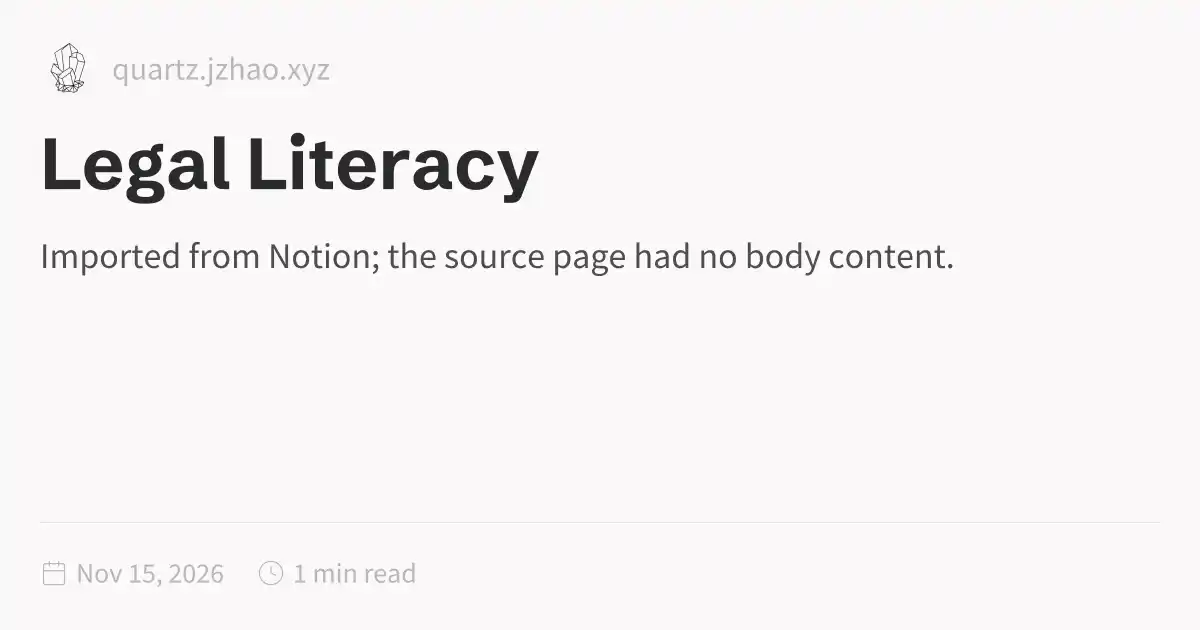 quartz.jzhao.xyz
Legal Literacy
Imported from Notion; the source page had no body content.
Nov 15, 2026 1 min read